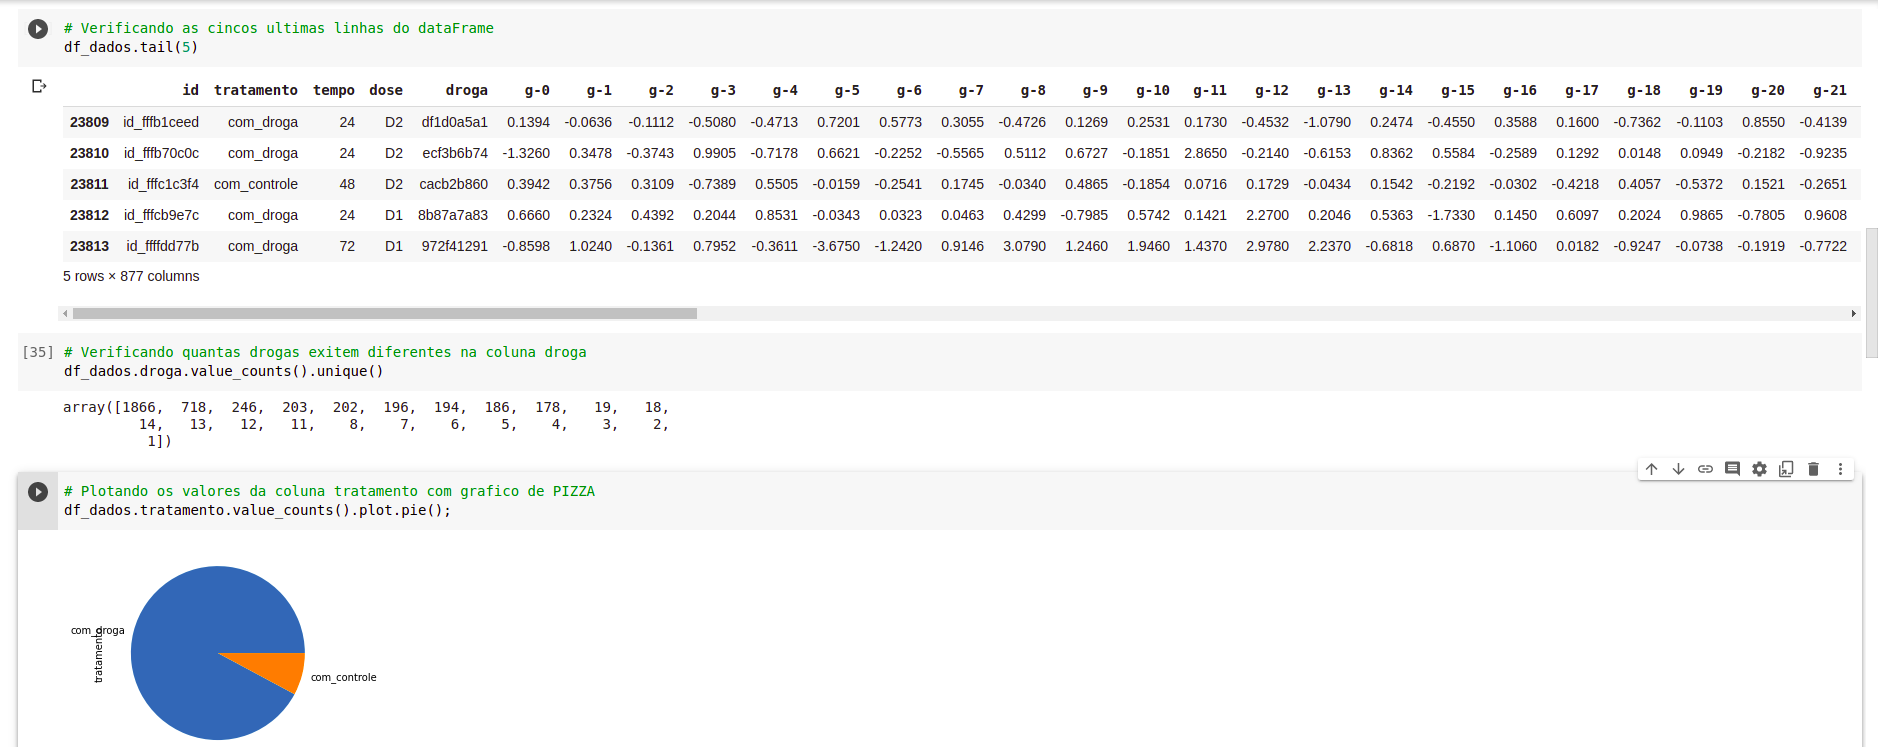 # Verificando as cincos ultimas linhas do dataFrame
df_dados.tail(5)
id tratamento tempo dose droga g-0 g-1 g-2 g-3 g-4 g-5 g-6 g-7 g-8 g-9 g-10 g-11 g-12 g-13 g-14 g-15 g-16 g-17 g-18 g-19 g-20 g-21
23809 id_fffb1ceed com_droga 24 D2 df1d0a5a1 0.1394 -0.0636 -0.1112 -0.5080 -0.4713 0.7201 0.5773 0.3055 -0.4726 0.1269 0.2531 0.1730 -0.4532 -1.0790 0.2474 -0.4550 0.3588 0.1600 -0.7362 -0.1103 0.8550 -0.4139
23810 id_fffb70c0c com_droga 24 D2 ecf3b6b74 -1.3260 0.3478 -0.3743 0.9905 -0.7178 0.6621 -0.2252 -0.5565 0.5112 0.6727 -0.1851 2.8650 -0.2140 -0.6153 0.8362 0.5584 -0.2589 0.1292 0.0148 0.0949 -0.2182 -0.9235
23811 id_fffc1c3f4 com_controle 48 D2 cacb2b860 0.3942 0.3756 0.3109 -0.7389 0.5505 -0.0159 -0.2541 0.1745 -0.0340 0.4865 -0.1854 0.0716 0.1729 -0.0434 0.1542 -0.2192 -0.0302 -0.4218 0.4057 -0.5372 0.1521 -0.2651
23812 id_fffcb9e7c com_droga 24 D1 8b87a7a83 0.6660 0.2324 0.4392 0.2044 0.8531 -0.0343 0.0323 0.0463 0.4299 -0.7985 0.5742 0.1421 2.2700 0.2046 0.5363 -1.7330 0.1450 0.6097 0.2024 0.9865 -0.7805 0.9608
23813 id_ffffdd77b com_droga 72 D1 972f41291 -0.8598 1.0240 -0.1361 0.7952 -0.3611 -3.6750 -1.2420 0.9146 3.0790 1.2460 1.9460 1.4370 2.9780 2.2370 -0.6818 0.6870 -1.1060 0.0182 -0.9247 -0.0738 -0.1919 -0.7722
5 rows × 877 columns
[35] # Verificando quantas drogas exitem diferentes na coluna droga
df_dados.droga.value_counts().unique()
array([1866, 718, 246, 203, 202, 196, 194, 186, 178, 19, 18,
14, 13, 12, 11, 8, 7, 6, 5, 4, 3, 2,
1])
# Plotando os valores da coluna tratamento com grafico de PIZZA
df_dados.tratamento.value_counts().plot.pie();
com_droga
tratamento
com_controle